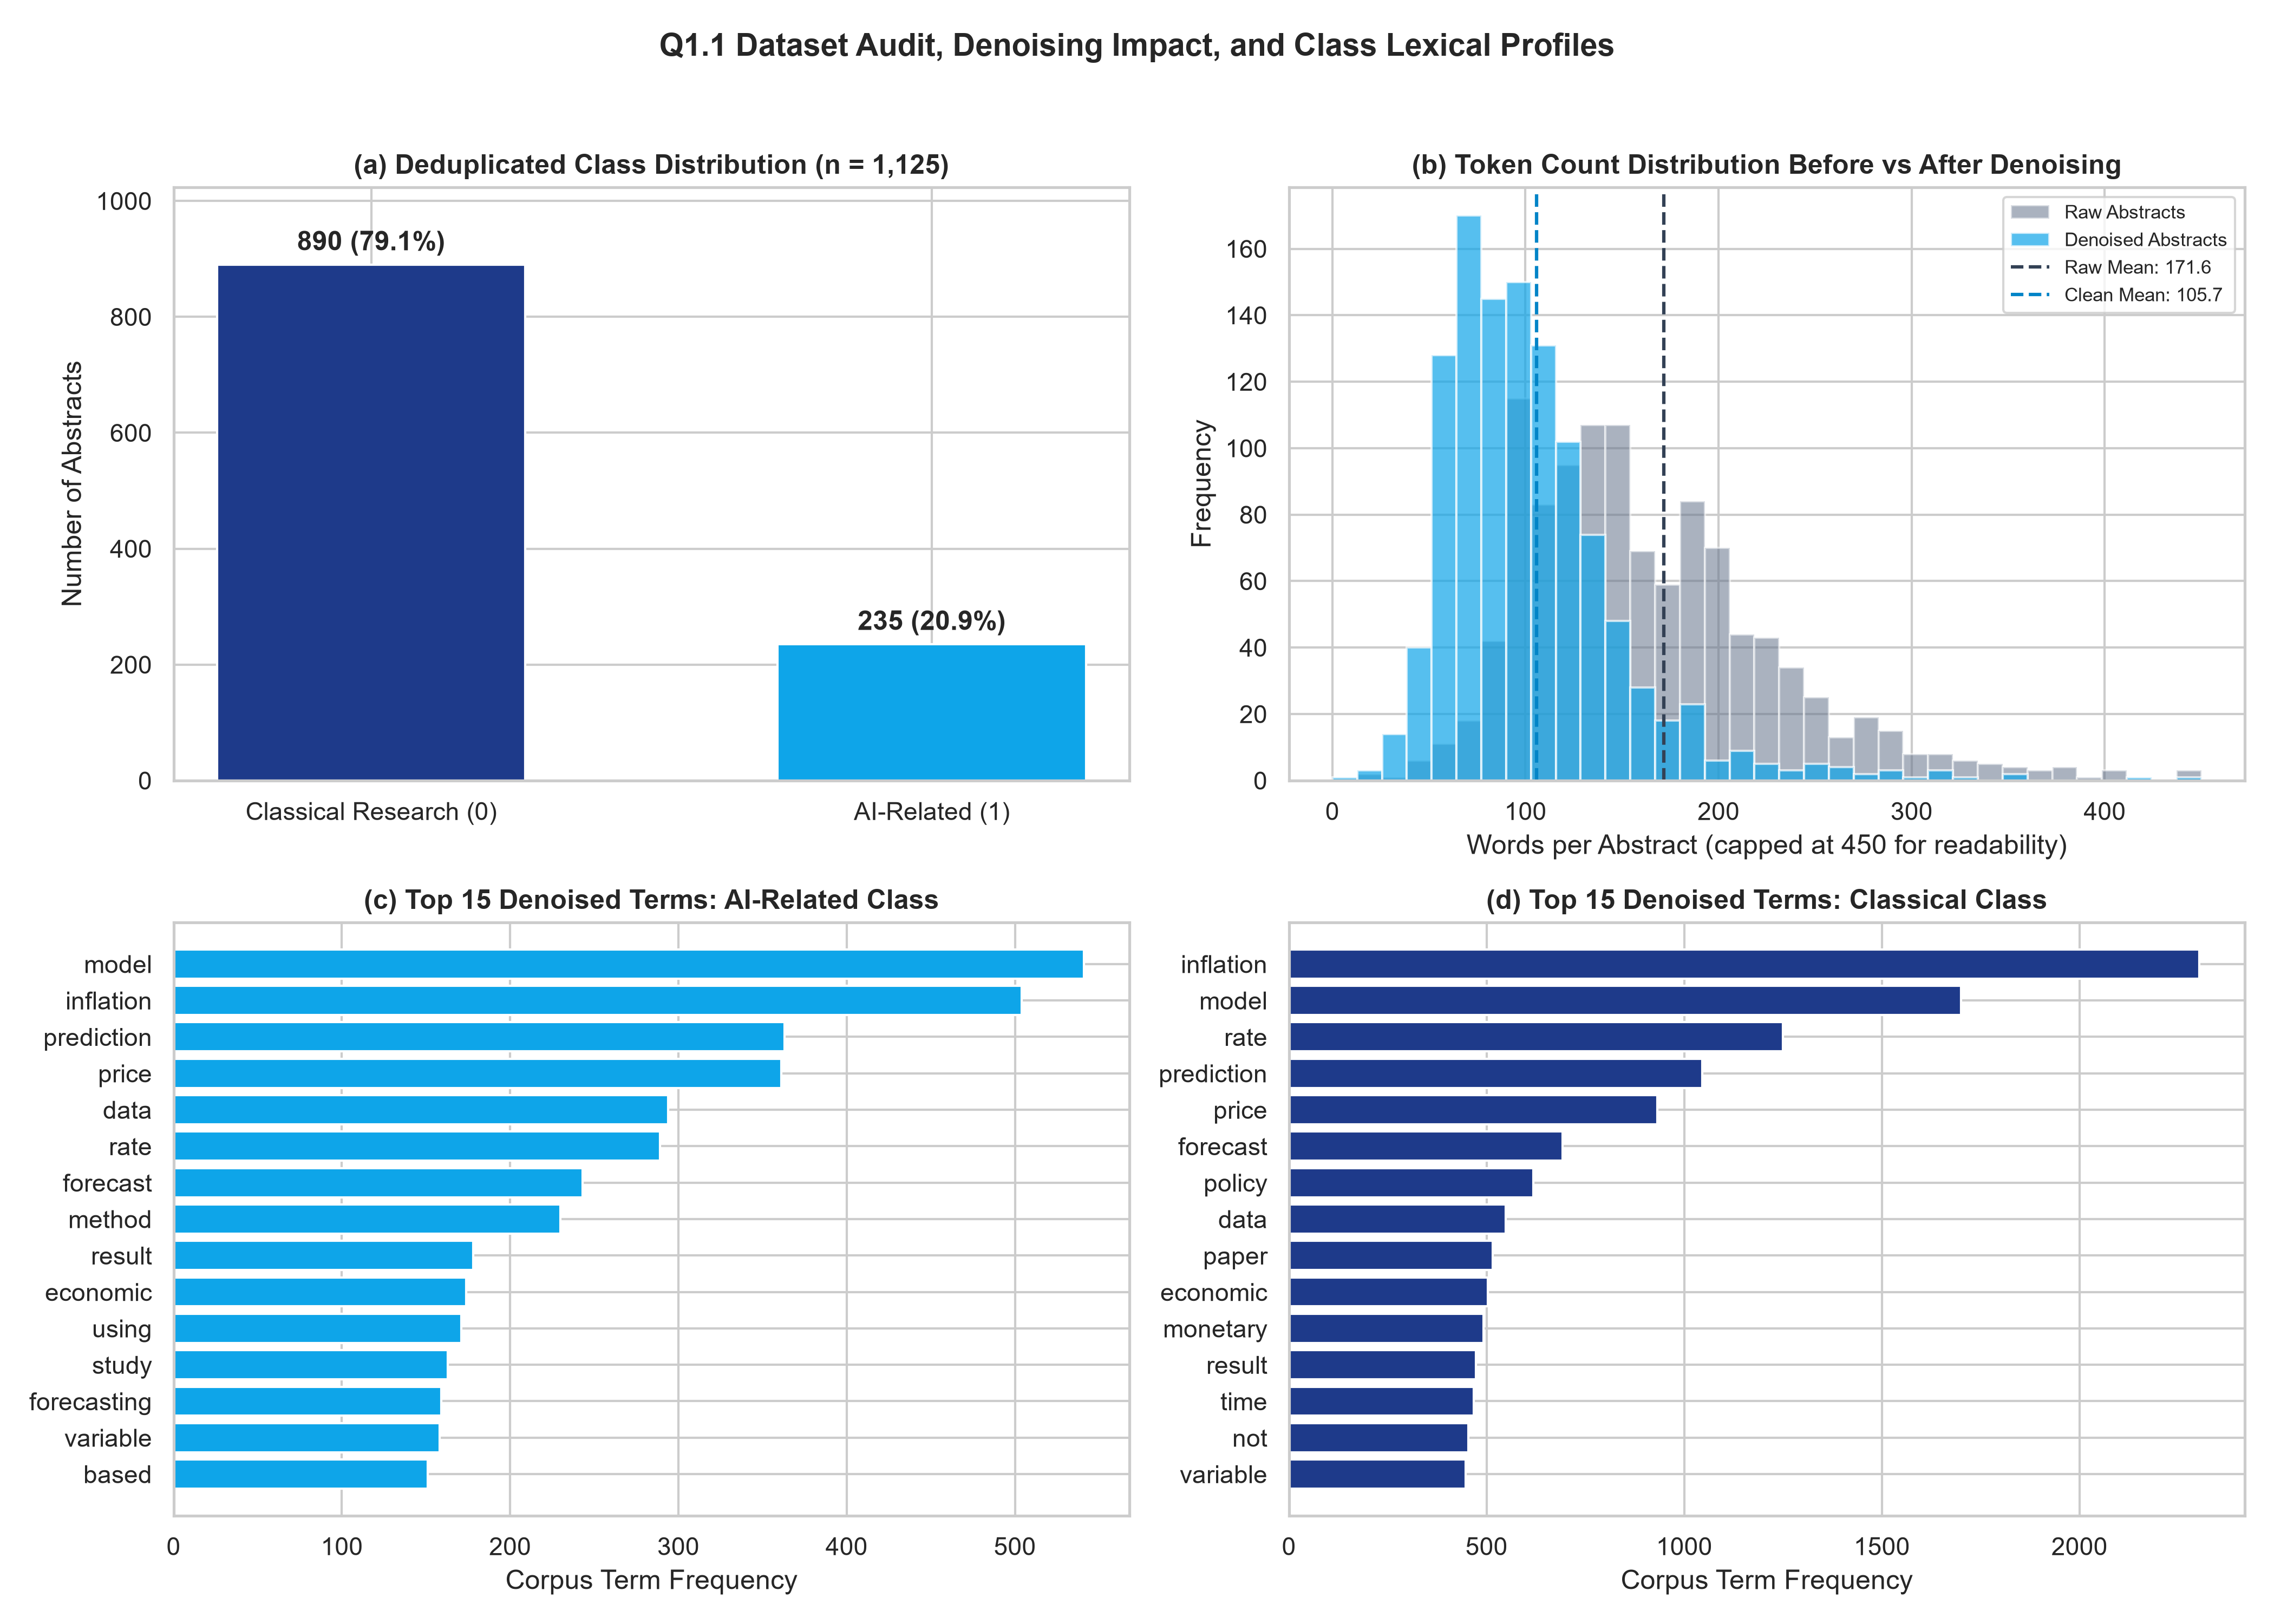 Q1.1 Dataset Audit, Denoising Impact, and Class Lexical Profiles
(a) Deduplicated Class Distribution (n = 1,125)
1000
800
600
400
200
0
Number of Abstracts
890 (79.1%)
235 (20.9%)
Classical Research (0)
AI-Related (1)
(b) Token Count Distribution Before vs After Denoising
160
140
120
100
80
60
40
20
0
Frequency
Raw Abstracts
Denoised Abstracts
Raw Mean: 171.6
Clean Mean: 105.7
0 100 200 300 400
Words per Abstract (capped at 450 for readability)
(c) Top 15 Denoised Terms: AI-Related Class
model
inflation
prediction
price
data
rate
forecast
method
result
economic
using
study
forecasting
variable
based
0 100 200 300 400 500
Corpus Term Frequency
(d) Top 15 Denoised Terms: Classical Class
inflation
model
rate
prediction
price
forecast
policy
data
paper
economic
monetary
result
time
not
variable
0 500 1000 1500 2000
Corpus Term Frequency